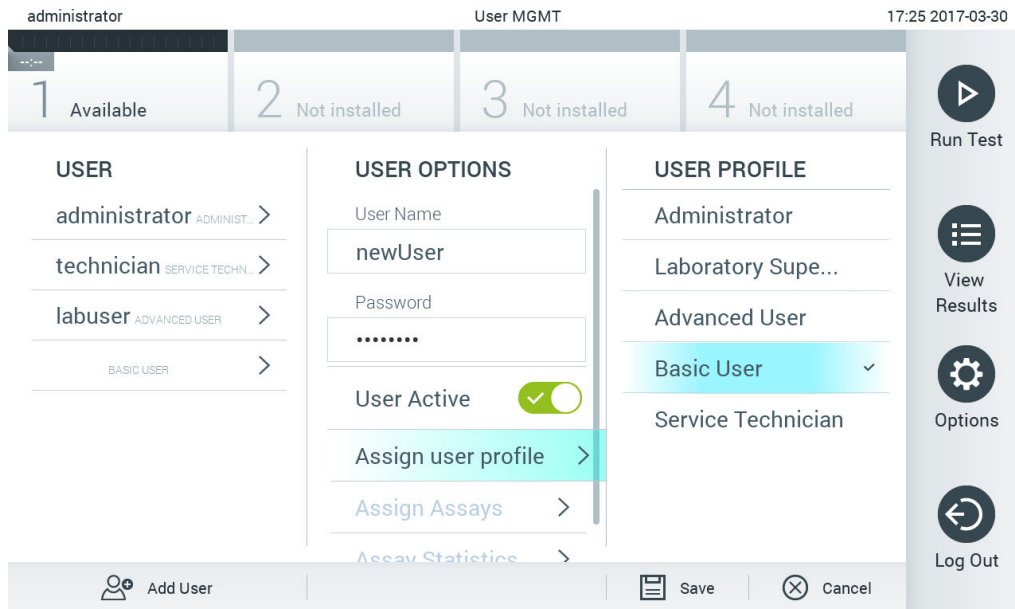 administrator
User MGMT
17:25 2017-03-30
--:--
1 Available
2 Not installed
3 Not installed
4 Not installed
USER
administrator ADMINIST...
technician SERVICE TECHN...
labuser ADVANCED USER
BASIC USER
USER OPTIONS
User Name
newUser
Password
••••••••
User Active
Assign user profile
Assign Assays
Assay Statistics
USER PROFILE
Administrator
Laboratory Supe...
Advanced User
Basic User
Service Technician
Run Test
View
Results
Options
Log Out
Add User
Save
Cancel